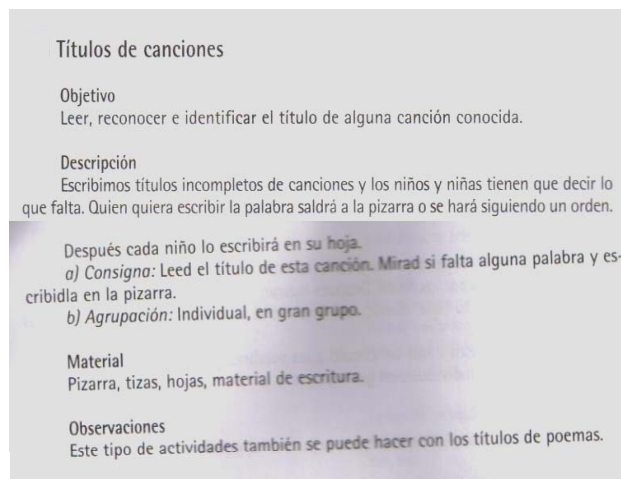 Títulos de canciones
Objetivo
Leer, reconocer e identificar el título de alguna canción conocida.
Descripción
Escribimos títulos incompletos de canciones y los niños y niñas tienen que decir lo
que falta. Quien quiera escribir la palabra saldrá a la pizarra o se hará siguiendo un orden.
Después cada niño lo escribirá en su hoja.
a) Consigna: Leed el título de esta canción. Mirad si falta alguna palabra y es-
cribidla en la pizarra.
b) Agrupación: Individual, en gran grupo.
Material
Pizarra, tizas, hojas, material de escritura.
Observaciones
Este tipo de actividades también se puede hacer con los títulos de poemas.